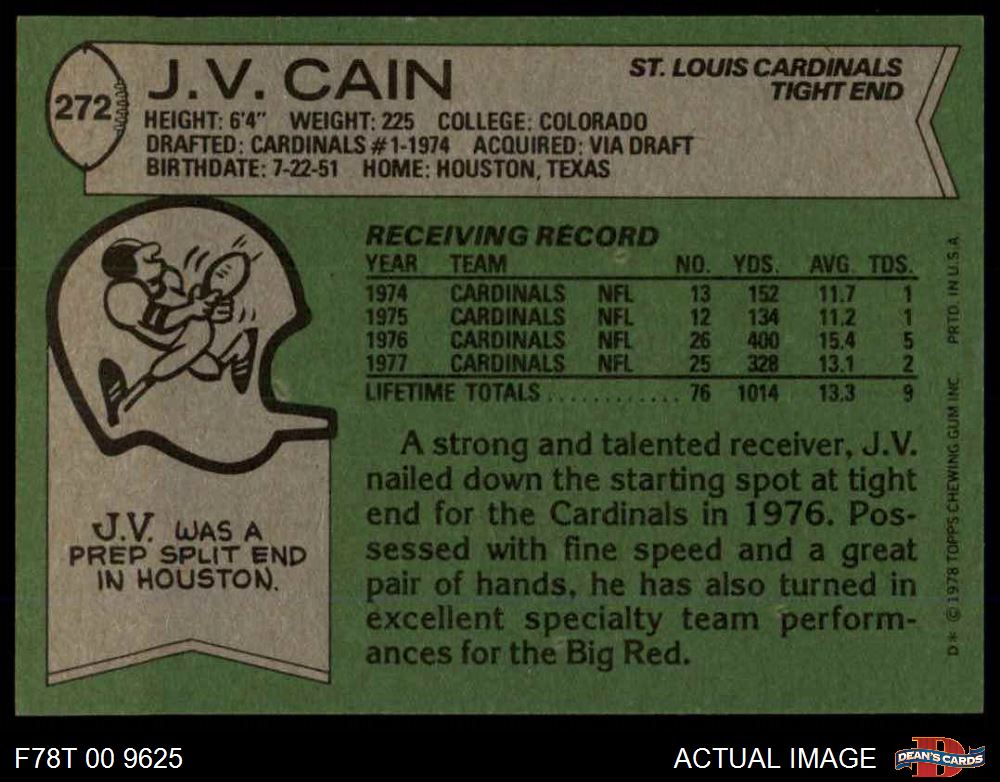 272
J.V. CAIN
ST. LOUIS CARDINALS
TIGHT END
HEIGHT: 6'4" WEIGHT: 225 COLLEGE: COLORADO
DRAFTED: CARDINALS #1-1974 ACQUIRED: VIA DRAFT
BIRTHDATE: 7-22-51 HOME: HOUSTON, TEXAS
RECEIVING RECORD
YEAR TEAM NO. YDS. AVG. TDS.
1974 CARDINALS NFL 13 152 11.7 1
1975 CARDINALS NFL 12 134 11.2 1
1976 CARDINALS NFL 26 400 15.4 5
1977 CARDINALS NFL 25 328 13.1 2
LIFETIME TOTALS ............ 76 1014 13.3 9
A strong and talented receiver, J.V.
nailed down the starting spot at tight
end for the Cardinals in 1976. Pos-
sessed with fine speed and a great
pair of hands, he has also turned in
excellent specialty team perform-
ances for the Big Red.
J.V. WAS A
PREP SPLIT END
IN HOUSTON.
D* © 1978 TOPPS CHEWING GUM INC PRTD. IN U.S.A
F78T 00 9625
ACTUAL IMAGE
D
DEAN'S CARDS